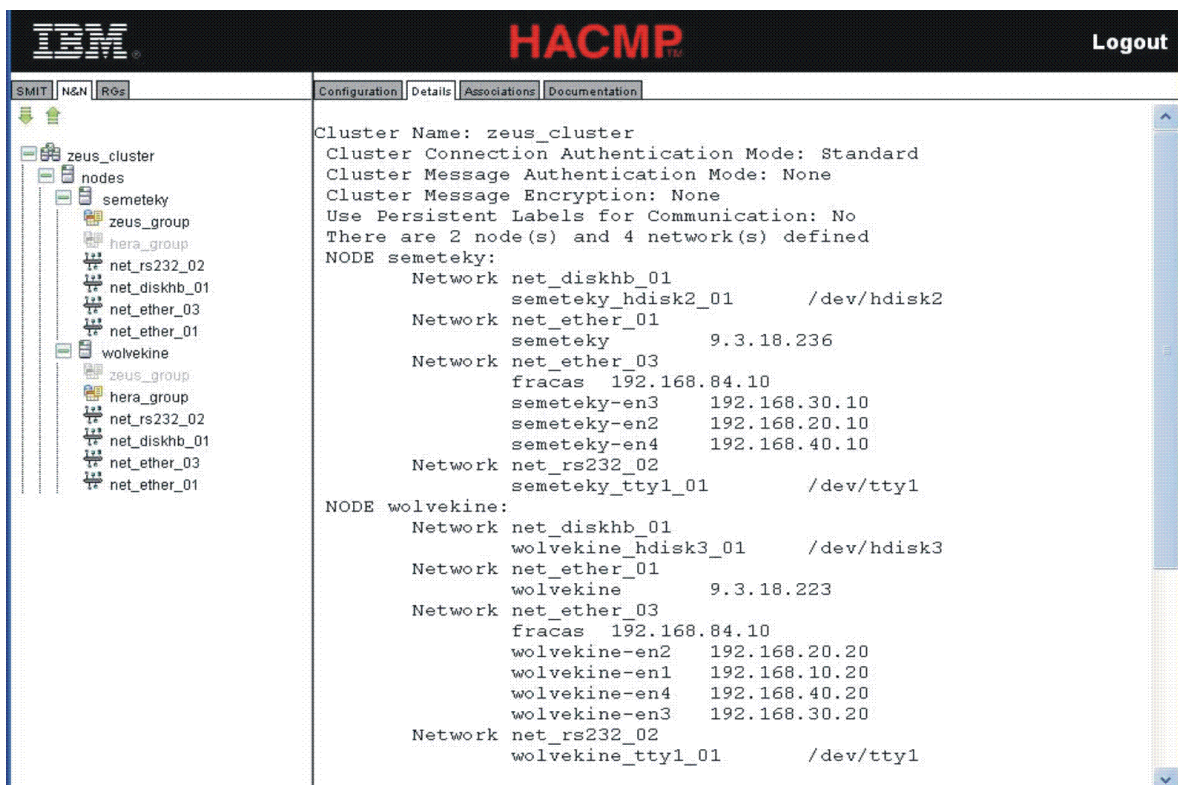 IBM®
HACMP™
Logout
SMIT N&N RGs
zeus_cluster
nodes
semeteky
zeus_group
hera_group
net_rs232_02
net_diskhb_01
net_ether_03
net_ether_01
wolvekine
zeus_group
hera_group
net_rs232_02
net_diskhb_01
net_ether_03
net_ether_01
Configuration Details Associations Documentation
Cluster Name: zeus_cluster
Cluster Connection Authentication Mode: Standard
Cluster Message Authentication Mode: None
Cluster Message Encryption: None
Use Persistent Labels for Communication: No
There are 2 node(s) and 4 network(s) defined
NODE semeteky:
Network net_diskhb_01
semeteky_hdisk2_01 /dev/hdisk2
Network net_ether_01
semeteky 9.3.18.236
Network net_ether_03
fracas 192.168.84.10
semeteky-en3 192.168.30.10
semeteky-en2 192.168.20.10
semeteky-en4 192.168.40.10
Network net_rs232_02
semeteky_tty1_01 /dev/tty1
NODE wolvekine:
Network net_diskhb_01
wolvekine_hdisk3_01 /dev/hdisk3
Network net_ether_01
wolvekine 9.3.18.223
Network net_ether_03
fracas 192.168.84.10
wolvekine-en2 192.168.20.20
wolvekine-en1 192.168.10.20
wolvekine-en4 192.168.40.20
wolvekine-en3 192.168.30.20
Network net_rs232_02
wolvekine_tty1_01 /dev/tty1